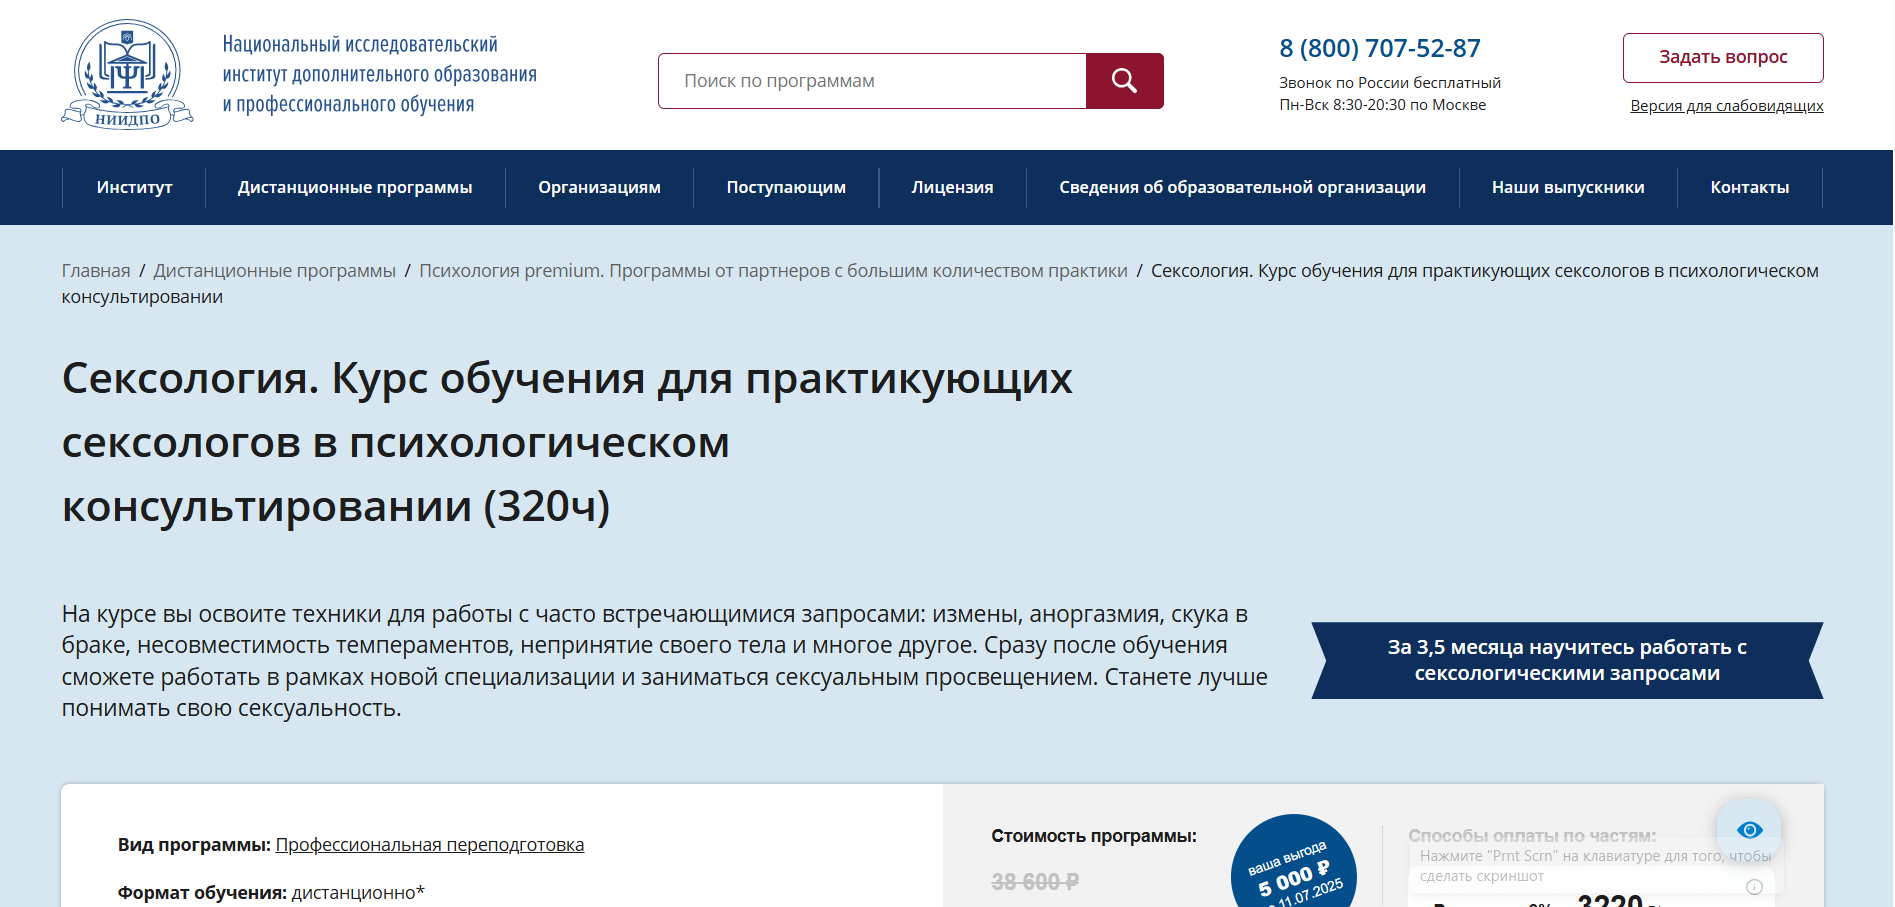 НИИДПО
Национальный исследовательский
институт дополнительного образования
и профессионального обучения
Поиск по программам
8 (800) 707-52-87
Звонок по России бесплатный
Пн-Вск 8:30-20:30 по Москве
Задать вопрос
Версия для слабовидящих
Институт
Дистанционные программы
Организациям
Поступающим
Лицензия
Сведения об образовательной организации
Наши выпускники
Контакты
Главная / Дистанционные программы / Психология premium. Программы от партнеров с большим количеством практики / Сексология. Курс обучения для практикующих сексологов в психологическом
консультировании
Сексология. Курс обучения для практикующих
сексологов в психологическом
консультировании (320ч)
На курсе вы освоите техники для работы с часто встречающимися запросами: измены, аноргазмия, скука в
браке, несовместимость темпераментов, непринятие своего тела и многое другое. Сразу после обучения
сможете работать в рамках новой специализации и заниматься сексуальным просвещением. Станете лучше
понимать свою сексуальность.
За 3,5 месяца научитесь работать с
сексологическими запросами
Вид программы: Профессиональная переподготовка
Формат обучения: дистанционно*
Стоимость программы:
38 600 ₽
ваша выгода
5 000 ₽
11.07.2025
Способы оплаты по частям:
Нажмите "Prnt Scrn" на клавиатуре для того, чтобы
сделать скриншот
3220